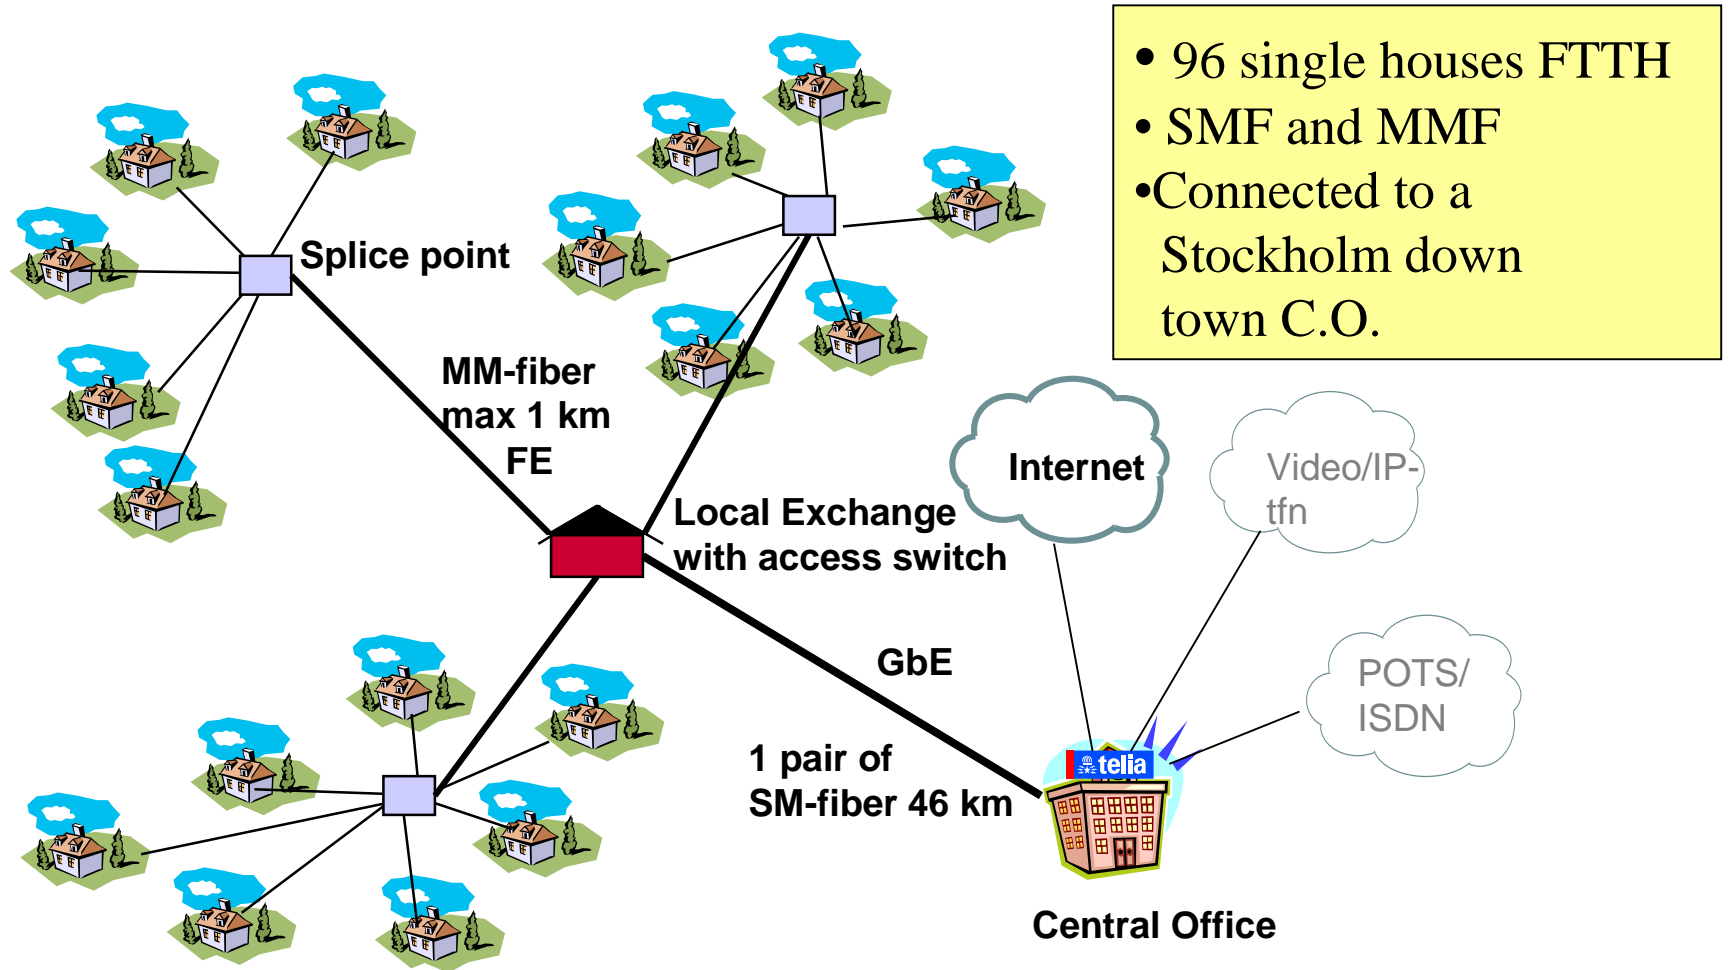 • 96 single houses FTTH
• SMF and MMF
•Connected to a
Stockholm down
town C.O.
Splice point
MM-fiber
max 1 km
FE
Local Exchange
with access switch
Internet
Video/IP-
tfn
POTS/
ISDN
GbE
1 pair of
SM-fiber 46 km
telia
Central Office